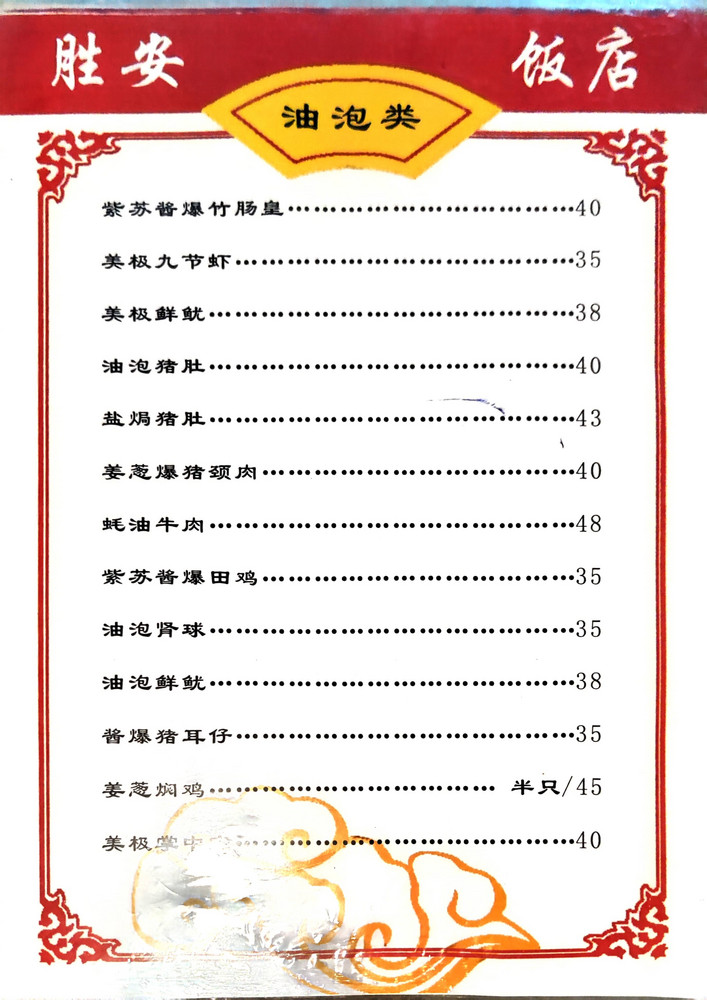 胜安 饭店
油泡类
紫苏酱爆竹肠皇……………………………40
美极九节虾……………………………35
美极鲜鱿……………………………38
油泡猪肚……………………………40
盐焗猪肚……………………………43
姜葱爆猪颈肉……………………………40
蚝油牛肉……………………………48
紫苏酱爆田鸡……………………………35
油泡肾球……………………………35
油泡鲜鱿……………………………38
酱爆猪耳仔……………………………35
姜葱焖鸡…………………………… 半只/45
美极掌中……………………………40